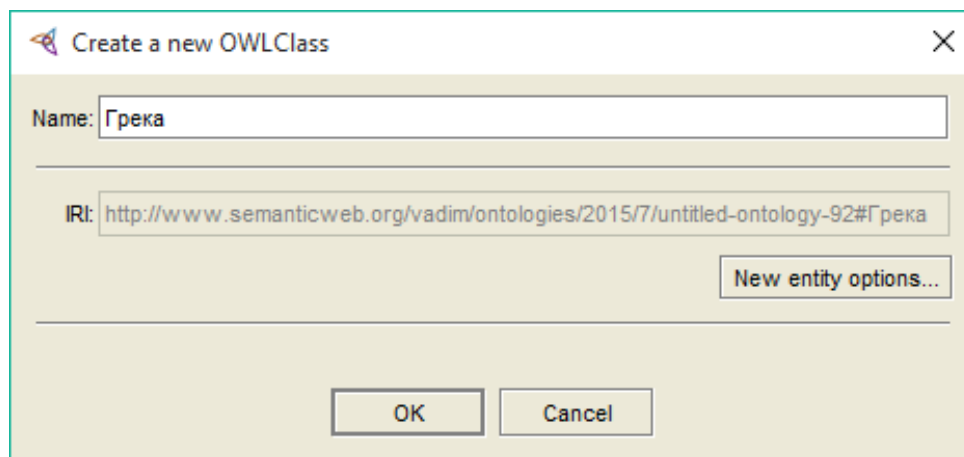 Create a new OWLClass
Name: Грека
IRI: http://www.semanticweb.org/vadim/ontologies/2015/7/untitled-ontology-92#Грека
New entity options...
OK Cancel